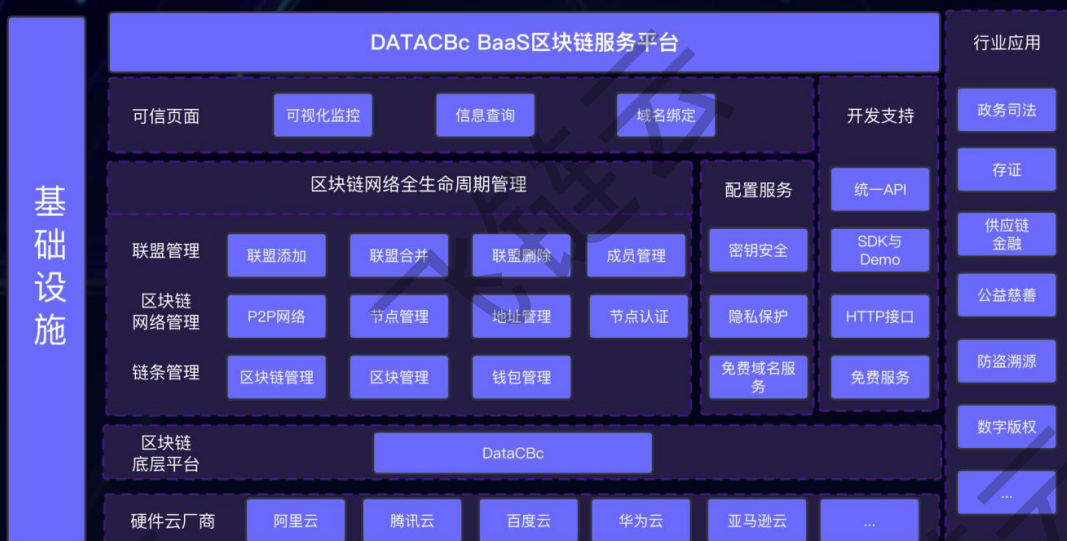 基
础
设
施
DATACBc BaaS区块链服务平台
可信页面
可视化监控
信息查询
域名绑定
区块链网络全生命周期管理
联盟管理
联盟添加
联盟合并
联盟删除
成员管理
区块链
网络管理
P2P网络
节点管理
地址管理
节点认证
链条管理
区块链管理
区块管理
钱包管理
配置服务
密钥安全
隐私保护
免费域名服
务
开发支持
统一API
SDK与
Demo
HTTP接口
免费服务
区块链
底层平台
DataCBc
硬件云厂商
阿里云
腾讯云
百度云
华为云
亚马逊云
...
行业应用
政务司法
存证
供应链
金融
公益慈善
防盗溯源
数字版权
...
飞链云